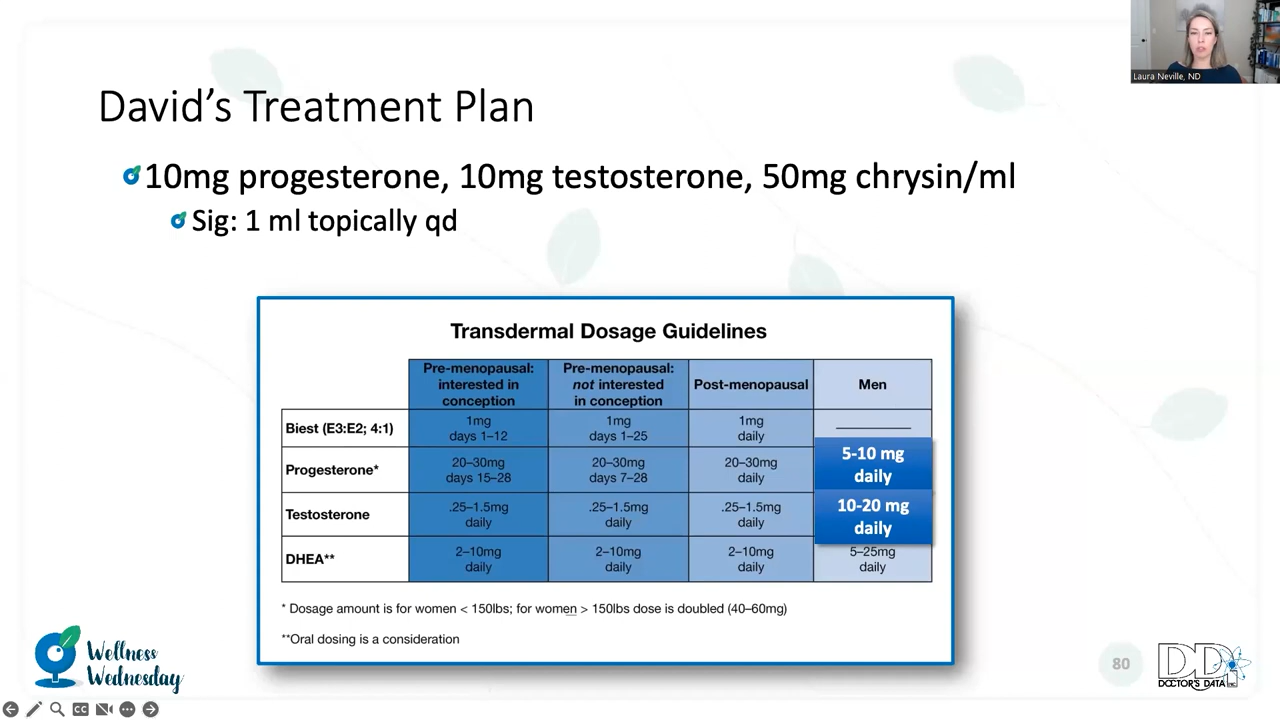 Laura Neville, ND
David's Treatment Plan
10mg progesterone, 10mg testosterone, 50mg chrysin/ml
Sig: 1 ml topically qd
Transdermal Dosage Guidelines
Pre-menopausal: interested in conception
Pre-menopausal: not interested in conception
Post-menopausal
Men
Biest (E3:E2; 4:1)
1mg days 1–12
1mg days 1–25
1mg daily
Progesterone*
20–30mg days 15–28
20–30mg days 7–28
20–30mg daily
5-10 mg daily
Testosterone
.25–1.5mg daily
.25–1.5mg daily
.25–1.5mg daily
10-20 mg daily
DHEA**
2–10mg daily
2–10mg daily
2–10mg daily
5–25mg daily
* Dosage amount is for women < 150lbs; for women > 150lbs dose is doubled (40–60mg)
**Oral dosing is a consideration
Wellness
Wednesday
80
DDI
DOCTOR'S DATA INC
CC